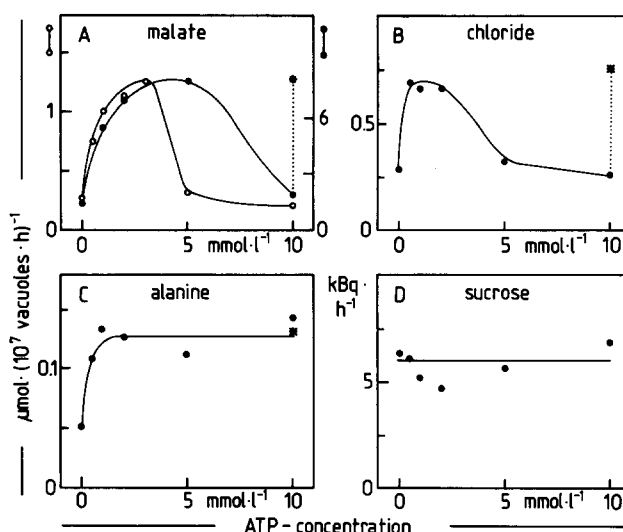 A malate
1
0
6
3
0
0 5 mmol·l⁻¹ 10
B chloride
0.5
0
0 5 mmol·l⁻¹ 10
C alanine
0.1
0
0 5 mmol·l⁻¹ 10
kBq·
h⁻¹
D sucrose
5
0
0 5 mmol·l⁻¹ 10
µmol·(10⁷ vacuoles·h)⁻¹
ATP-concentration